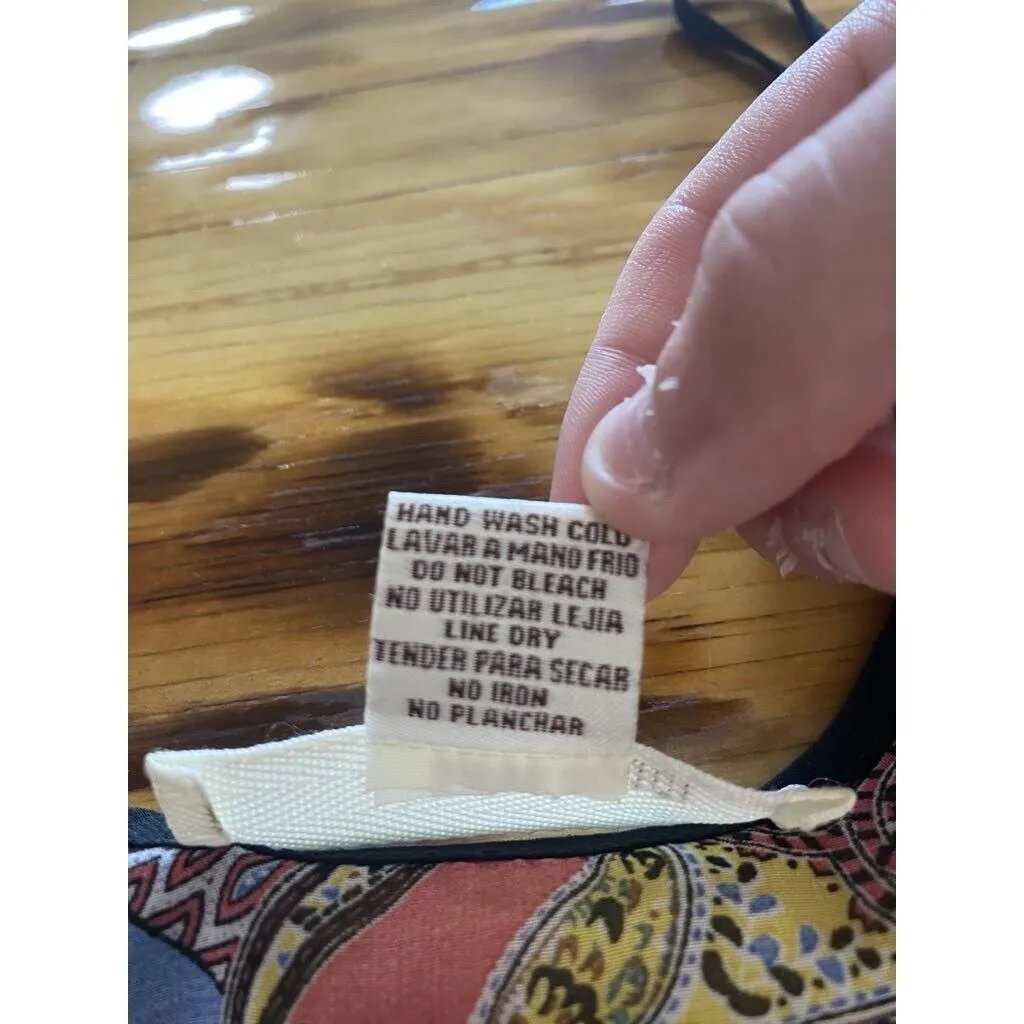 HAND WASH COLD
LAVAR A MANO FRIO
DO NOT BLEACH
NO UTILIZAR LEJÍA
LINE DRY
TENDER PARA SECAR
NO IRON
NO PLANCHAR